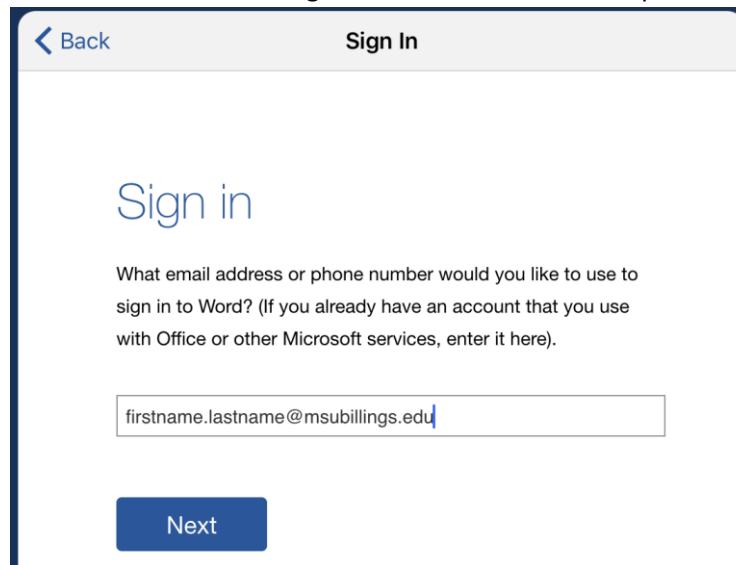 Back
Sign In
Sign in
What email address or phone number would you like to use to
sign in to Word? (If you already have an account that you use
with Office or other Microsoft services, enter it here).
firstname.lastname@msubillings.edu
Next